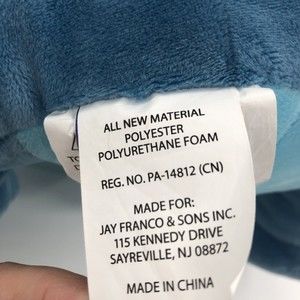 ALL NEW MATERIAL
POLYESTER
POLYURETHANE FOAM
REG. NO. PA-14812 (CN)
MADE FOR:
JAY FRANCO & SONS INC.
115 KENNEDY DRIVE
SAYREVILLE, NJ 08872
MADE IN CHINA